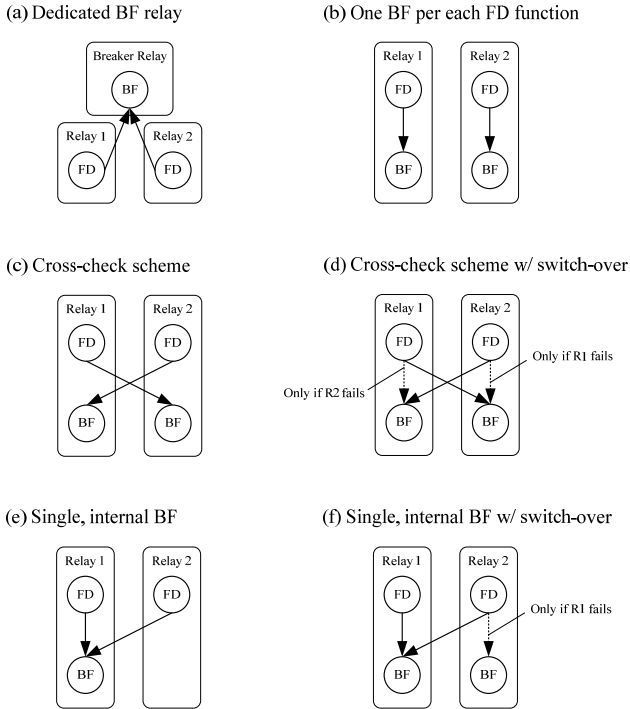 (a) Dedicated BF relay
Breaker Relay
BF
Relay 1
FD
Relay 2
FD
(b) One BF per each FD function
Relay 1
FD
BF
Relay 2
FD
BF
(c) Cross-check scheme
Relay 1
FD
BF
Relay 2
FD
BF
(d) Cross-check scheme w/ switch-over
Relay 1
FD
BF
Relay 2
FD
BF
Only if R1 fails
Only if R2 fails
(e) Single, internal BF
Relay 1
FD
BF
Relay 2
FD
(f) Single, internal BF w/ switch-over
Relay 1
FD
BF
Relay 2
FD
BF
Only if R1 fails